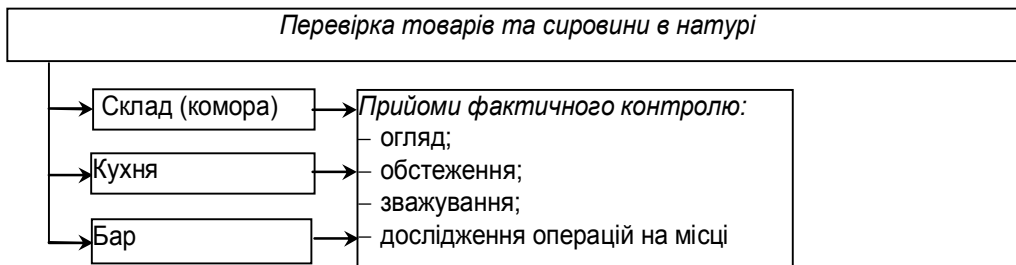 Перевірка товарів та сировини в натурі
Склад (комора)
Кухня
Бар
Прийоми фактичного контролю:
– огляд;
– обстеження;
– зважування;
– дослідження операцій на місці